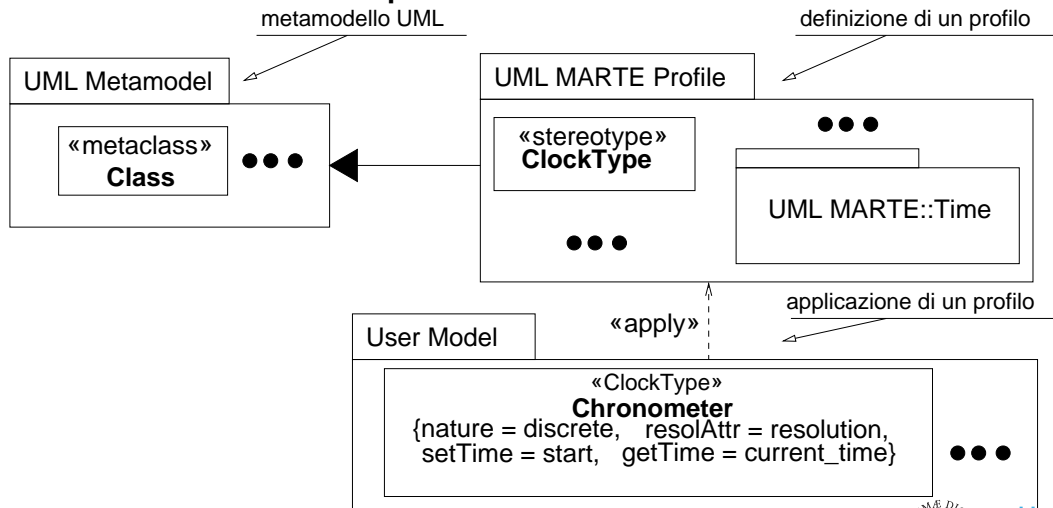 metamodello UML
definizione di un profilo
UML Metamodel
UML MARTE Profile
«metaclass»
Class
«stereotype»
ClockType
UML MARTE::Time
applicazione di un profilo
«apply»
User Model
«ClockType»
Chronometer
{nature = discrete, resolAttr = resolution,
setTime = start, getTime = current_time}